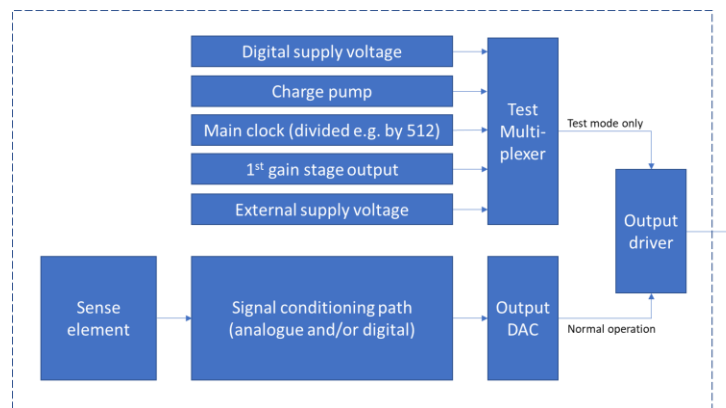 Digital supply voltage
Charge pump
Main clock (divided e.g. by 512)
1st gain stage output
External supply voltage
Test
Multi-
plexer
Test mode only
Output
driver
Sense
element
Signal conditioning path
(analogue and/or digital)
Output
DAC
Normal operation